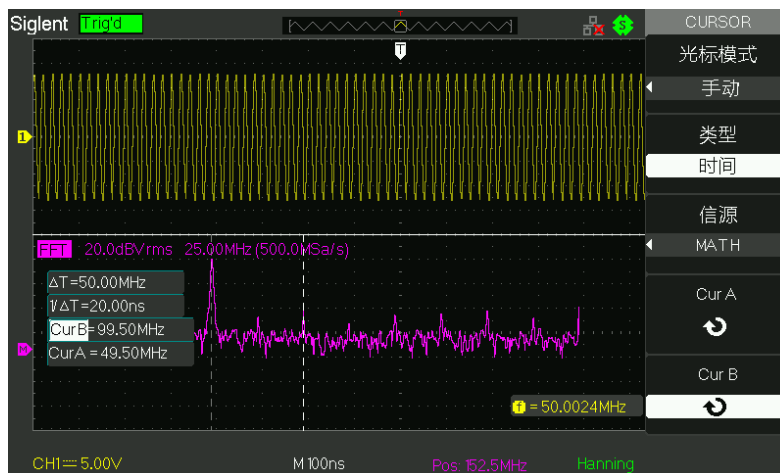 Siglent Trig'd
T
1
FFT 20.0dBVrms 25.00MHz (500.0MSa/s)
ΔT=50.00MHz
1/ΔT=20.00ns
CurB=99.50MHz
CurA=49.50MHz
M
f = 50.0024MHz
CH1 5.00V M 100ns Pos: 152.5MHz Hanning
CURSOR
光标模式
手动
类型
时间
信源
MATH
Cur A
Cur B